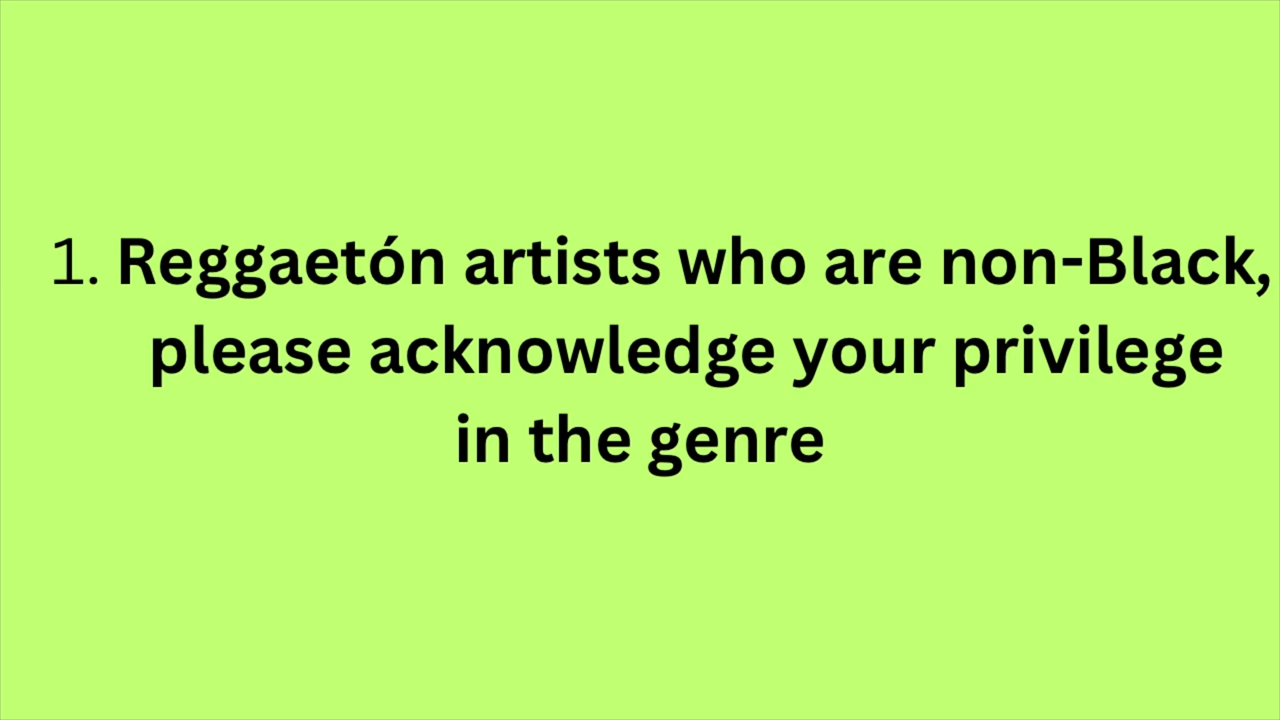 1. Reggaetón artists who are non-Black,
please acknowledge your privilege
in the genre